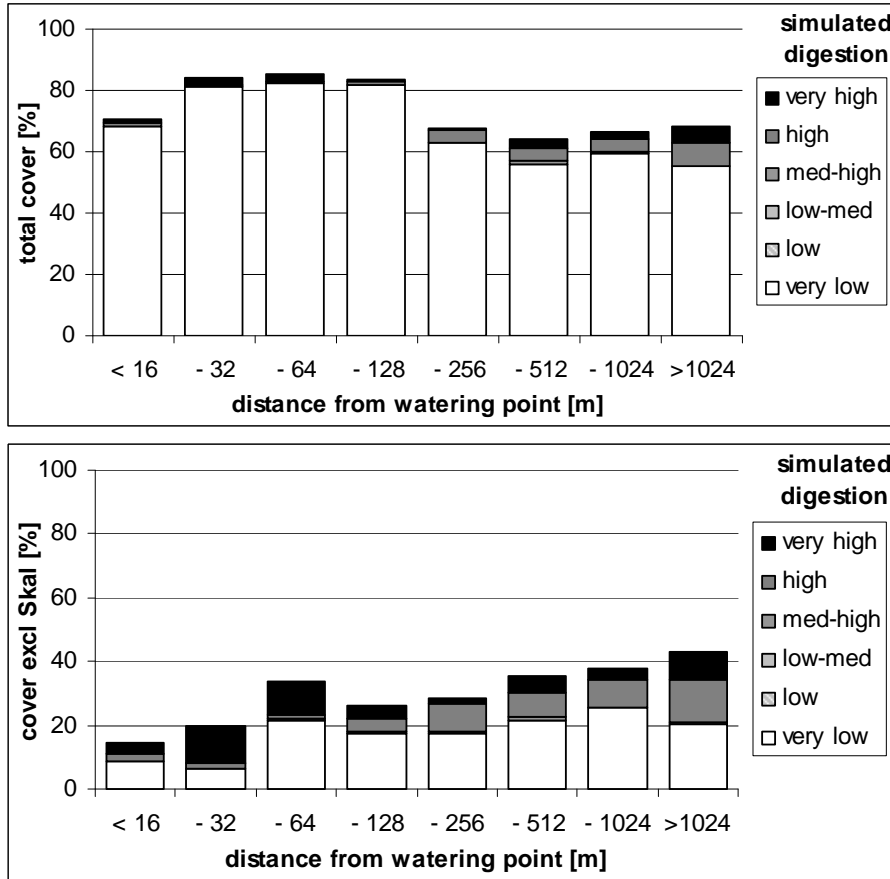 simulated
digestion
very high
high
med-high
low-med
low
very low
total cover [%]
100
80
60
40
20
0
< 16 - 32 - 64 - 128 - 256 - 512 - 1024 >1024
distance from watering point [m]
simulated
digestion
very high
high
med-high
low-med
low
very low
cover excl Skal [%]
100
80
60
40
20
0
< 16 - 32 - 64 - 128 - 256 - 512 - 1024 >1024
distance from watering point [m]